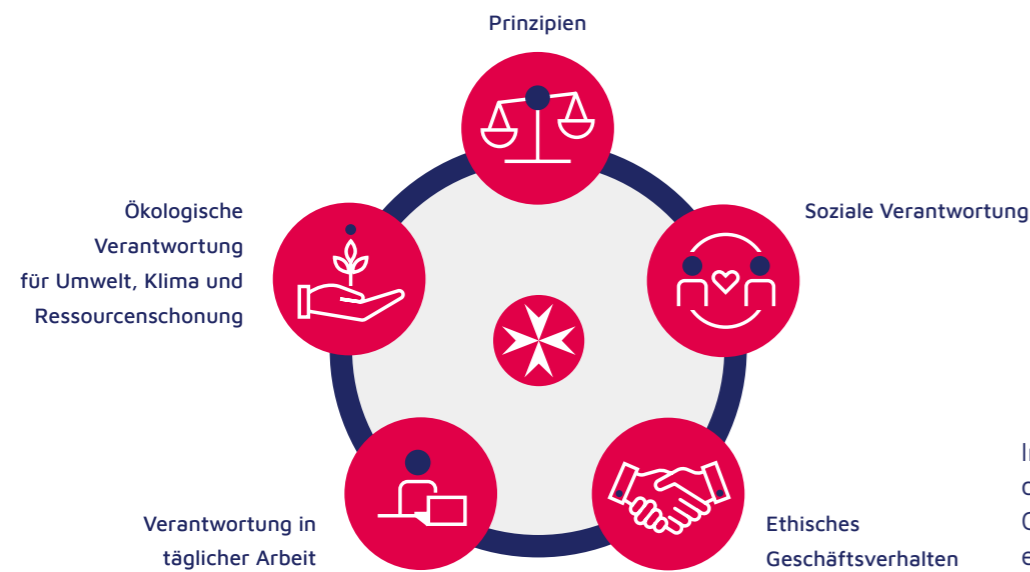 Prinzipien
Soziale Verantwortung
Ethisches
Geschäftsverhalten
Verantwortung in
täglicher Arbeit
Ökologische
Verantwortung
für Umwelt, Klima und
Ressourcenschonung